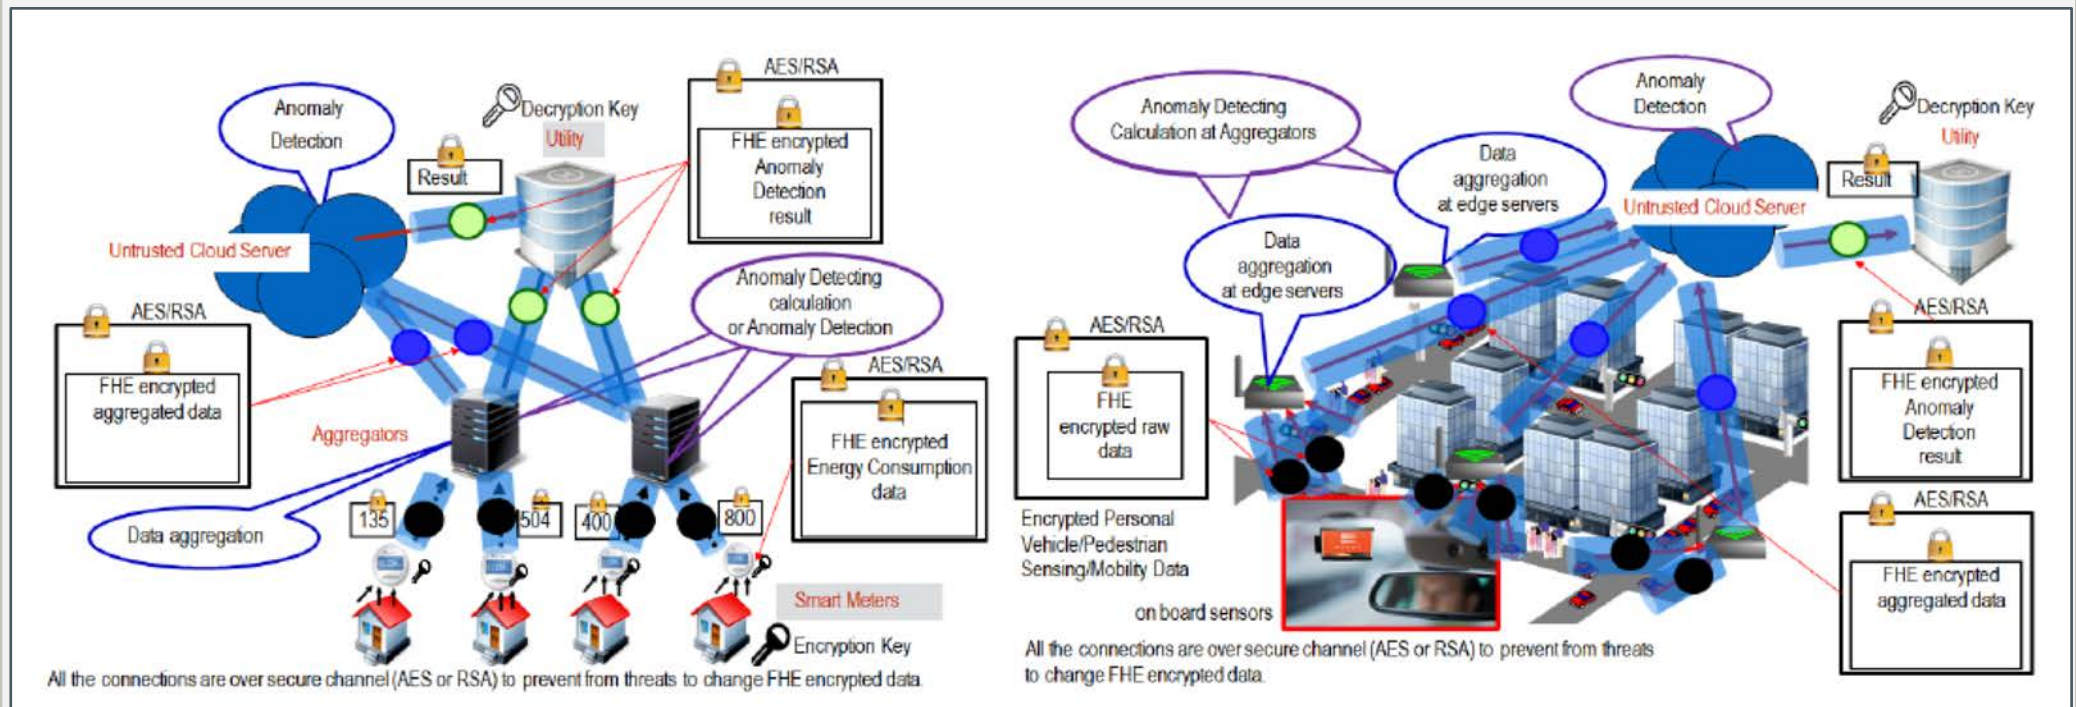 AES/RSA
Anomaly
Detection
Decryption Key
Utility
Result
FHE encrypted
Anomaly
Detection
result
Untrusted Cloud Server
Anomaly Detecting
calculation
or Anomaly Detection
AES/RSA
FHE encrypted
aggregated data
Aggregators
AES/RSA
FHE encrypted
Energy Consumption
data
Data aggregation
135
504
400
800
Smart Meters
Encryption Key
All the connections are over secure channel (AES or RSA) to prevent from threats to change FHE encrypted data.
Anomaly Detecting
Calculation at Aggregators
Anomaly
Detection
Decryption Key
Utility
Data
aggregation
at edge servers
Result
Untrusted Cloud Server
Data
aggregation
at edge servers
AES/RSA
FHE
encrypted raw
data
AES/RSA
FHE encrypted
Anomaly
Detection
result
Encrypted Personal
Vehicle/Pedestrian
Sensing/Mobility Data
on board sensors
AES/RSA
FHE encrypted
aggregated data
All the connections are over secure channel (AES or RSA) to prevent from threats
to change FHE encrypted data.